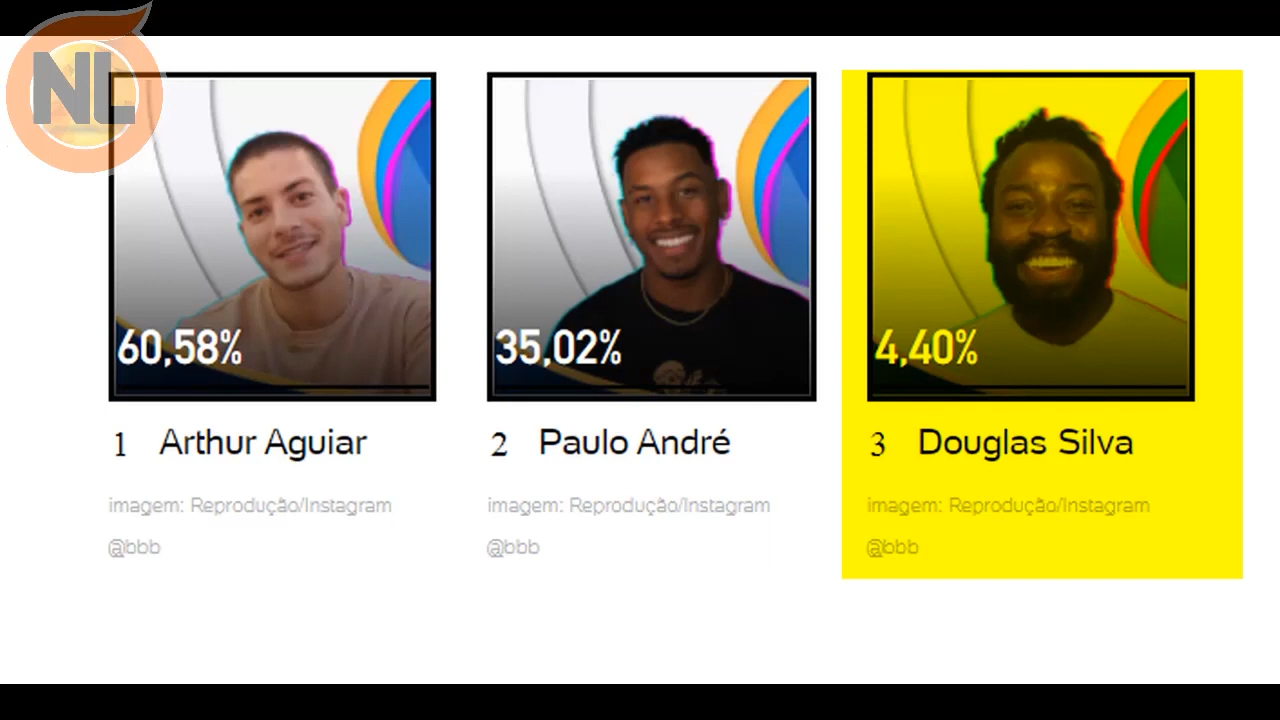 NL
60,58%
35,02%
4,40%
1 Arthur Aguiar
2 Paulo André
3 Douglas Silva
imagem: Reprodução/Instagram
@bbb
imagem: Reprodução/Instagram
@bbb
imagem: Reprodução/Instagram
@bbb